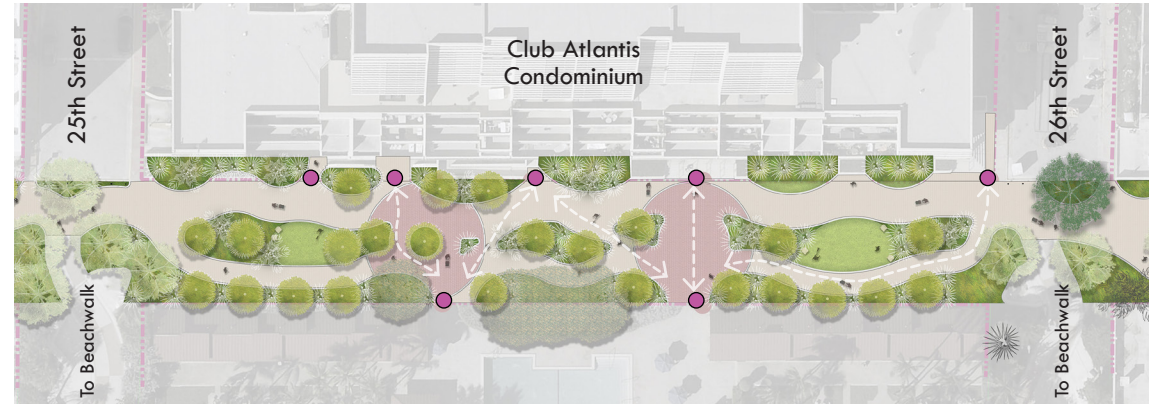 25th Street
Club Atlantis
Condominium
26th Street
To Beachwalk
To Beachwalk